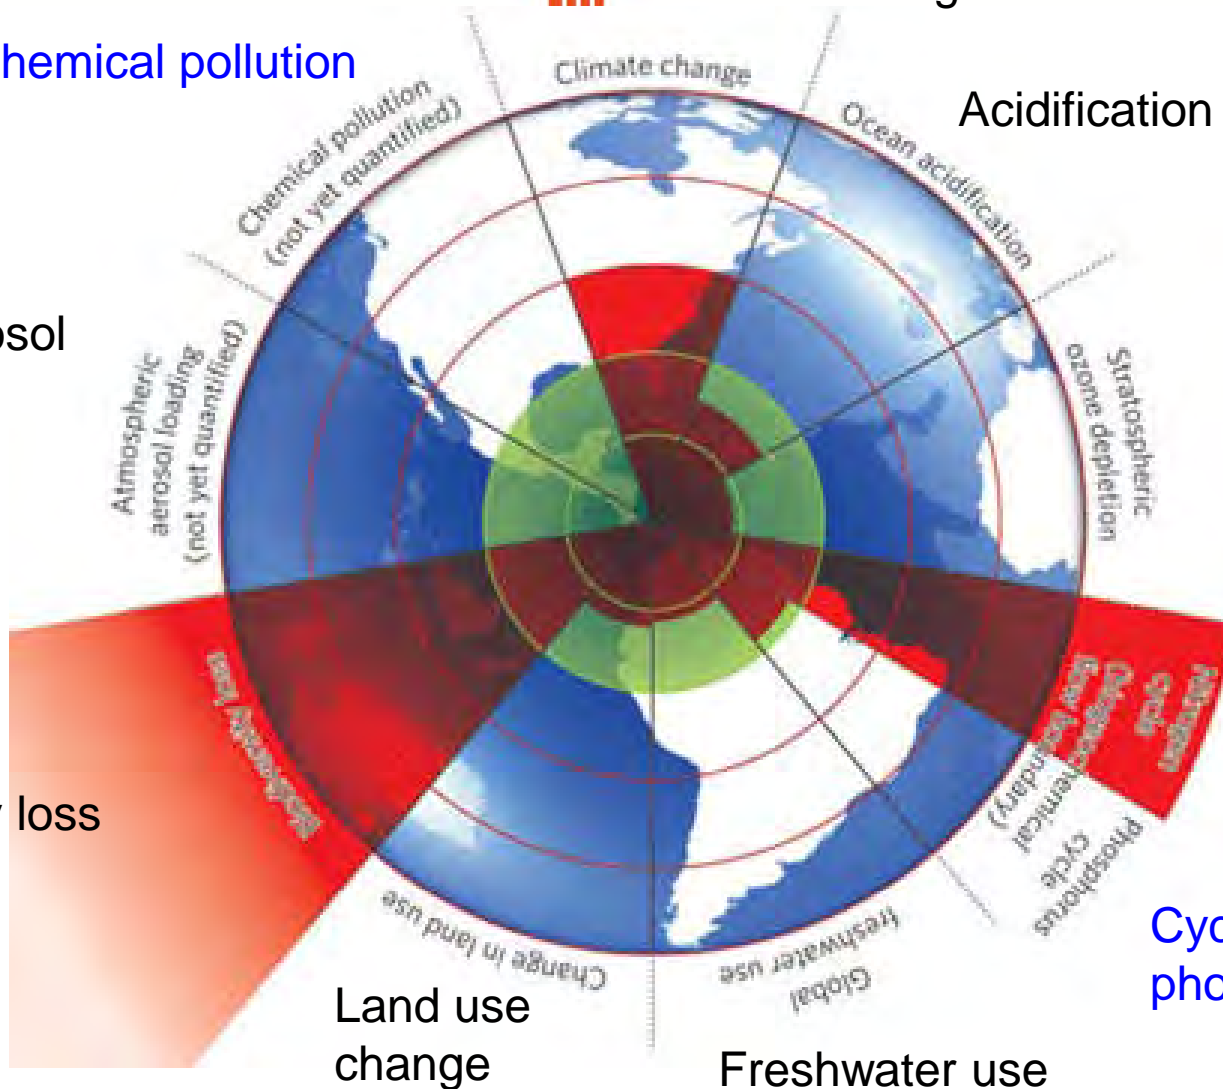 hemical pollution
Climate change
Acidification
Chemical pollution
(not yet quantified)
Ocean acidification
osol
Atmospheric
aerosol loading
(not yet quantified)
Stratospheric
ozone depletion
Nitrogen
cycle
(Biogeochemical
flow boundary)
Phosphorus
cycle
Biodiversity loss
loss
Change in land use
Global
freshwater use
Cyc
pho
Land use
change
Freshwater use